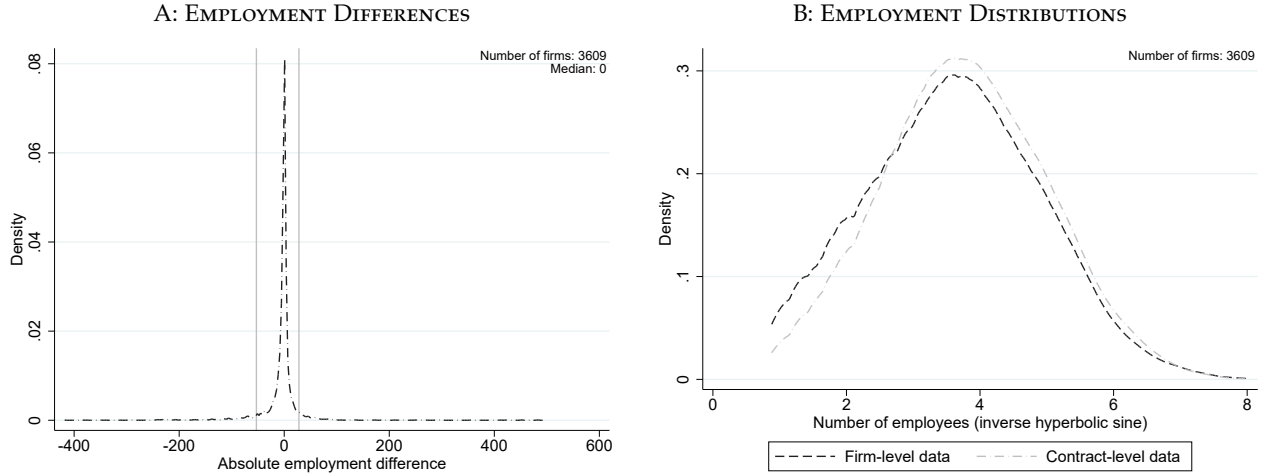 A: EMPLOYMENT DIFFERENCES
Number of firms: 3609
Median: 0
.08
.06
.04
.02
0
Density
-400 -200 0 200 400 600
Absolute employment difference
B: EMPLOYMENT DISTRIBUTIONS
Number of firms: 3609
.3
.2
.1
0
Density
0 2 4 6 8
Number of employees (inverse hyperbolic sine)
Firm-level data Contract-level data